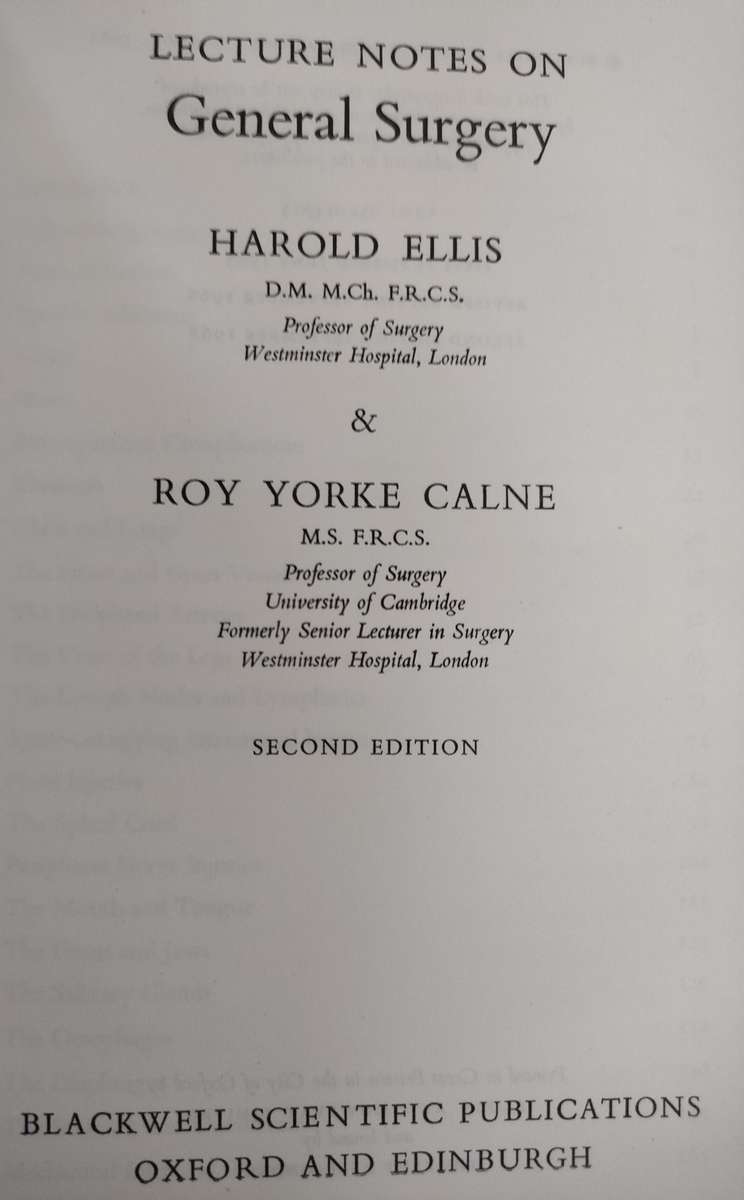 LECTURE NOTES ON
General Surgery
HAROLD ELLIS
D.M. M.Ch. F.R.C.S.
Professor of Surgery
Westminster Hospital, London
&
ROY YORKE CALNE
M.S. F.R.C.S.
Professor of Surgery
University of Cambridge
Formerly Senior Lecturer in Surgery
Westminster Hospital, London
SECOND EDITION
BLACKWELL SCIENTIFIC PUBLICATIONS
OXFORD AND EDINBURGH